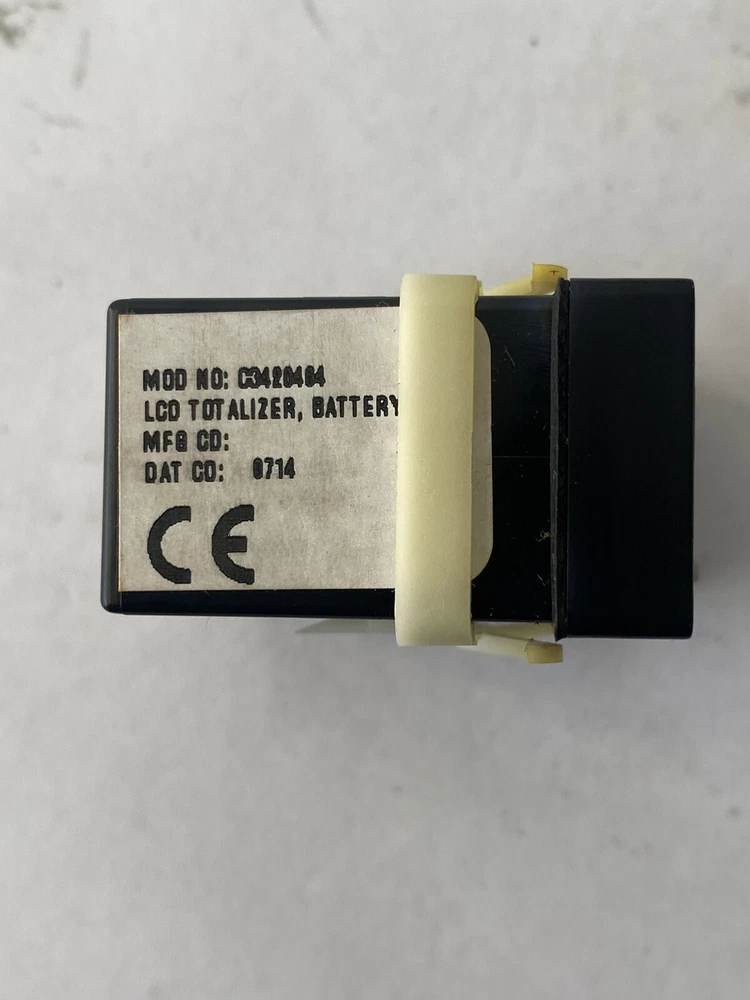 MOD NO: C3420464
LCD TOTALIZER, BATTERY
MFG CD:
DAT CD: 0714
CE